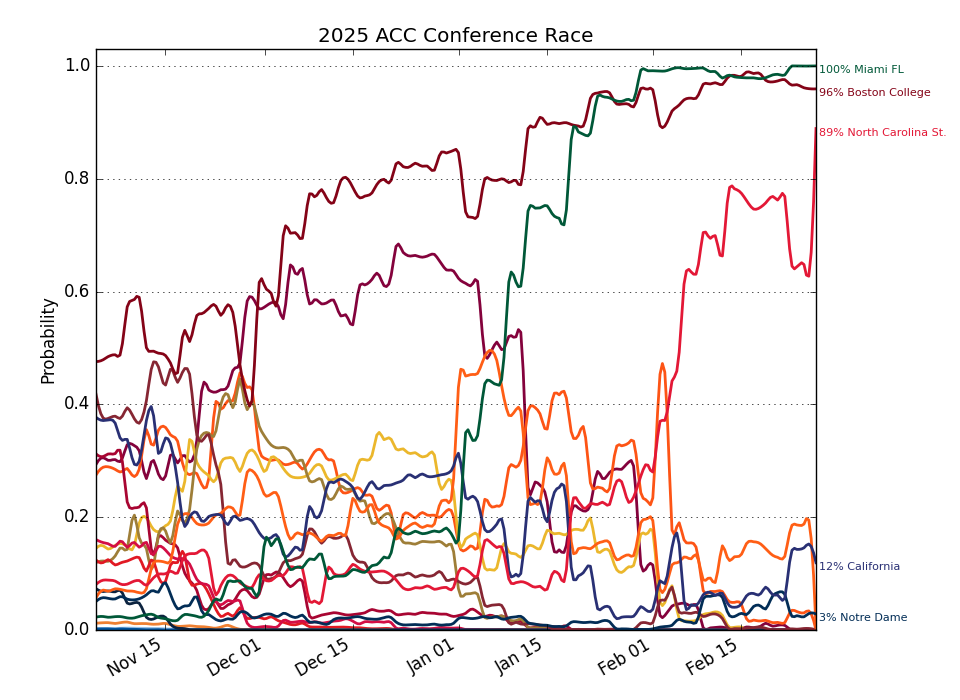 2025 ACC Conference Race
1.0
0.8
0.6
0.4
0.2
0.0
Probability
Nov 15
Dec 01
Dec 15
Jan 01
Jan 15
Feb 01
Feb 15
100% Miami FL
96% Boston College
89% North Carolina St.
12% California
3% Notre Dame